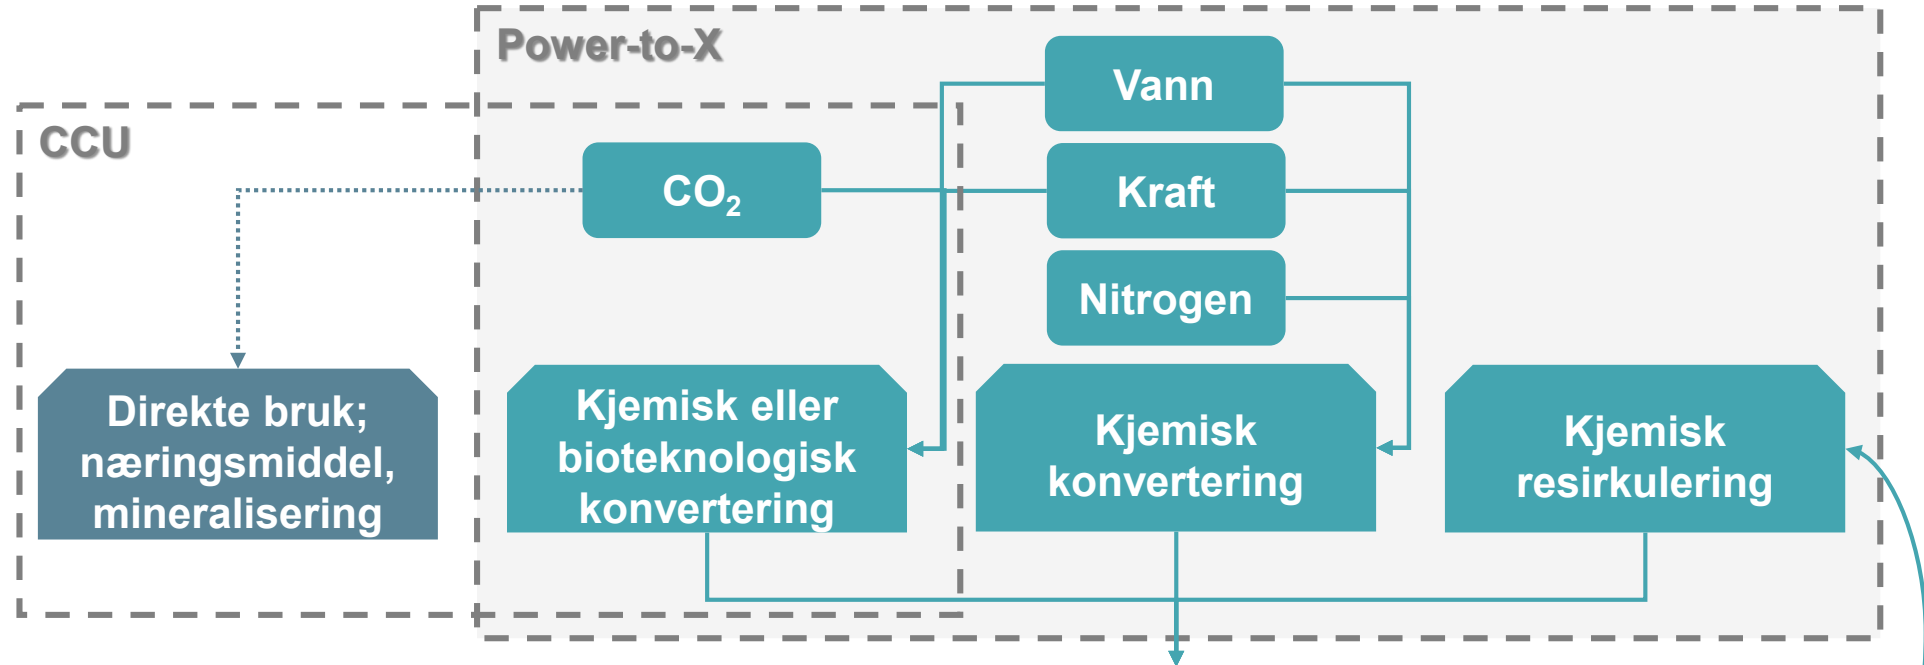 Power-to-X
CCU
Vann
CO₂
Kraft
Nitrogen
Direkte bruk;
næringsmiddel,
mineralisering
Kjemisk eller
bioteknologisk
konvertering
Kjemisk
konvertering
Kjemisk
resirkulering